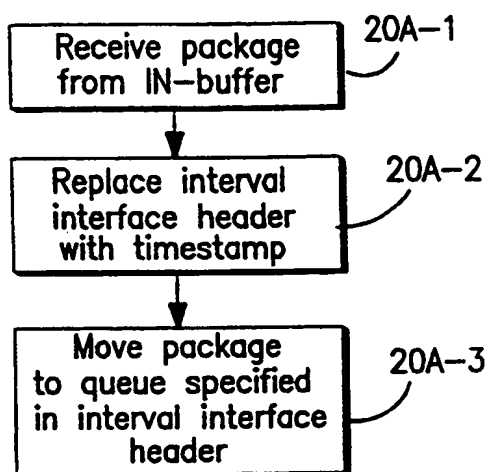 Receive package
from IN-buffer
20A-1
Replace interval
interface header
with timestamp
20A-2
Move package
to queue specified
in interval interface
header
20A-3